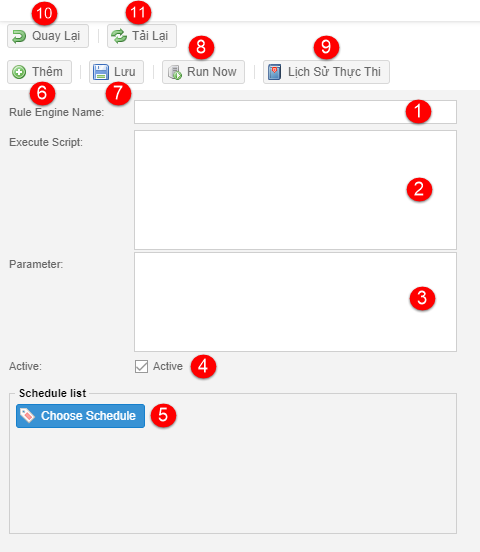 10 11
Quay Lại Tải Lại
8 9
Thêm Lưu Run Now Lịch Sử Thực Thi
6 7
Rule Engine Name: 1
Execute Script:
2
Parameter:
3
Active: Active 4
Schedule list
Choose Schedule 5